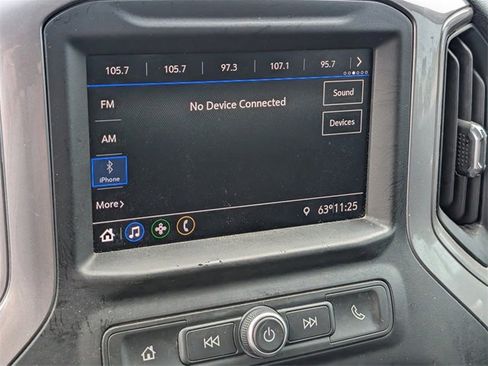 105.7 105.7 97.3 107.1 95.7
FM
No Device Connected
Sound
AM
Devices
iPhone
More
63° 11:25